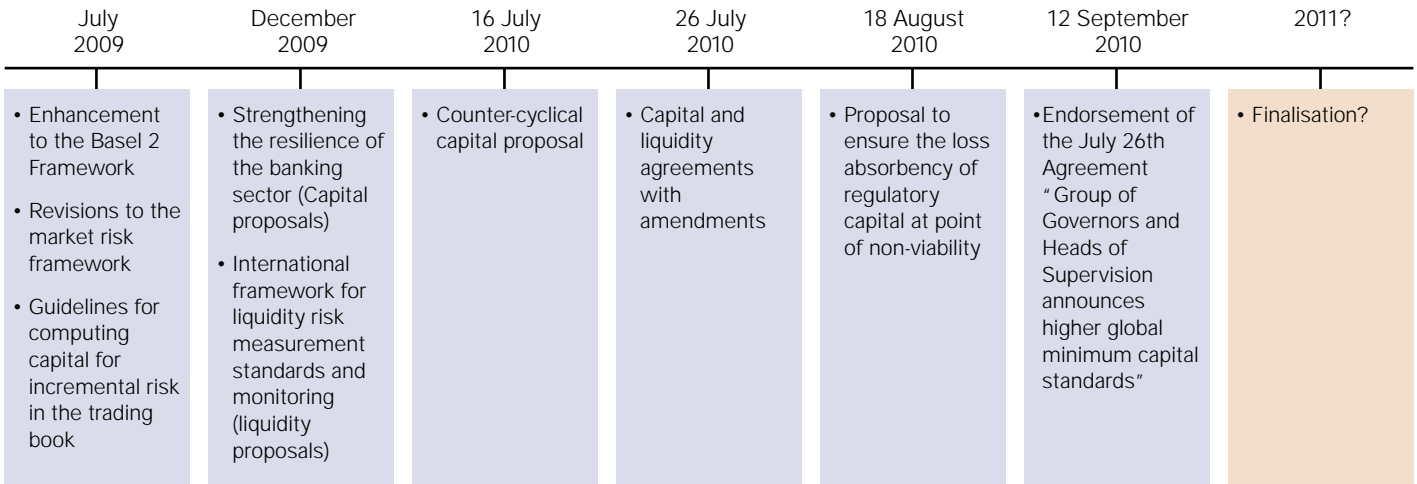 July
2009
December
2009
16 July
2010
26 July
2010
18 August
2010
12 September
2010
2011?
• Enhancement
to the Basel 2
Framework
• Revisions to the
market risk
framework
• Guidelines for
computing
capital for
incremental risk
in the trading
book
• Strengthening
the resilience of
the banking
sector (Capital
proposals)
• International
framework for
liquidity risk
measurement
standards and
monitoring
(liquidity
proposals)
• Counter-cyclical
capital proposal
• Capital and
liquidity
agreements
with
amendments
• Proposal to
ensure the loss
absorbency of
regulatory
capital at point
of non-viability
•Endorsement of
the July 26th
Agreement
“Group of
Governors and
Heads of
Supervision
announces
higher global
minimum capital
standards”
• Finalisation?